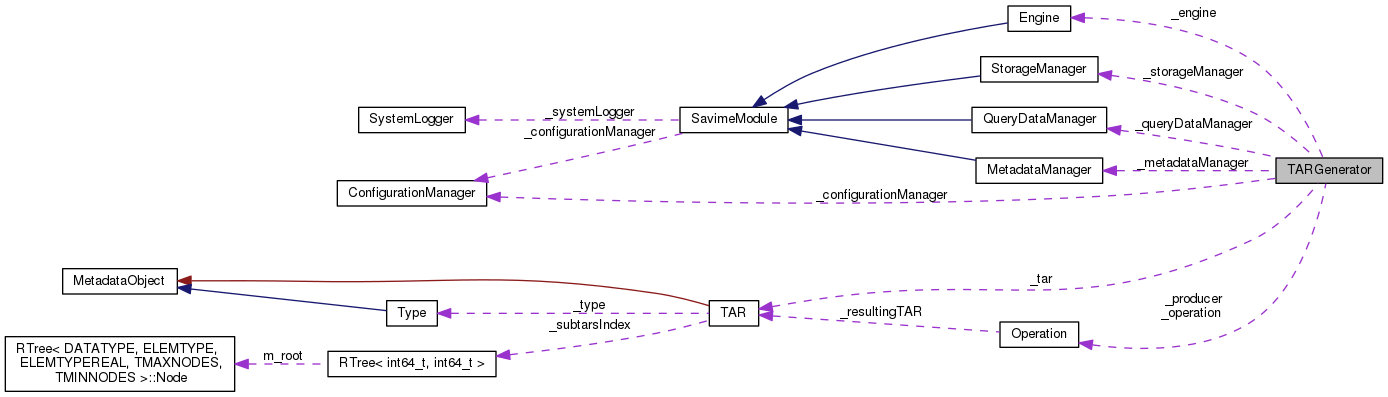 Engine
_engine
StorageManager
_storageManager
SystemLogger
_systemLogger
SavimeModule
QueryDataManager
_queryDataManager
_configurationManager
MetadataManager
_metadataManager
TARGenerator
ConfigurationManager
_configurationManager
MetadataObject
_tar
Type
_type
TAR
_resultingTAR
_producer
_operation
Operation
_subtarsIndex
RTree< DATATYPE, ELEMTYPE,
ELEMTYPEREAL, TMAXNODES,
TMINNODES >::Node
m_root
RTree< int64_t, int64_t >